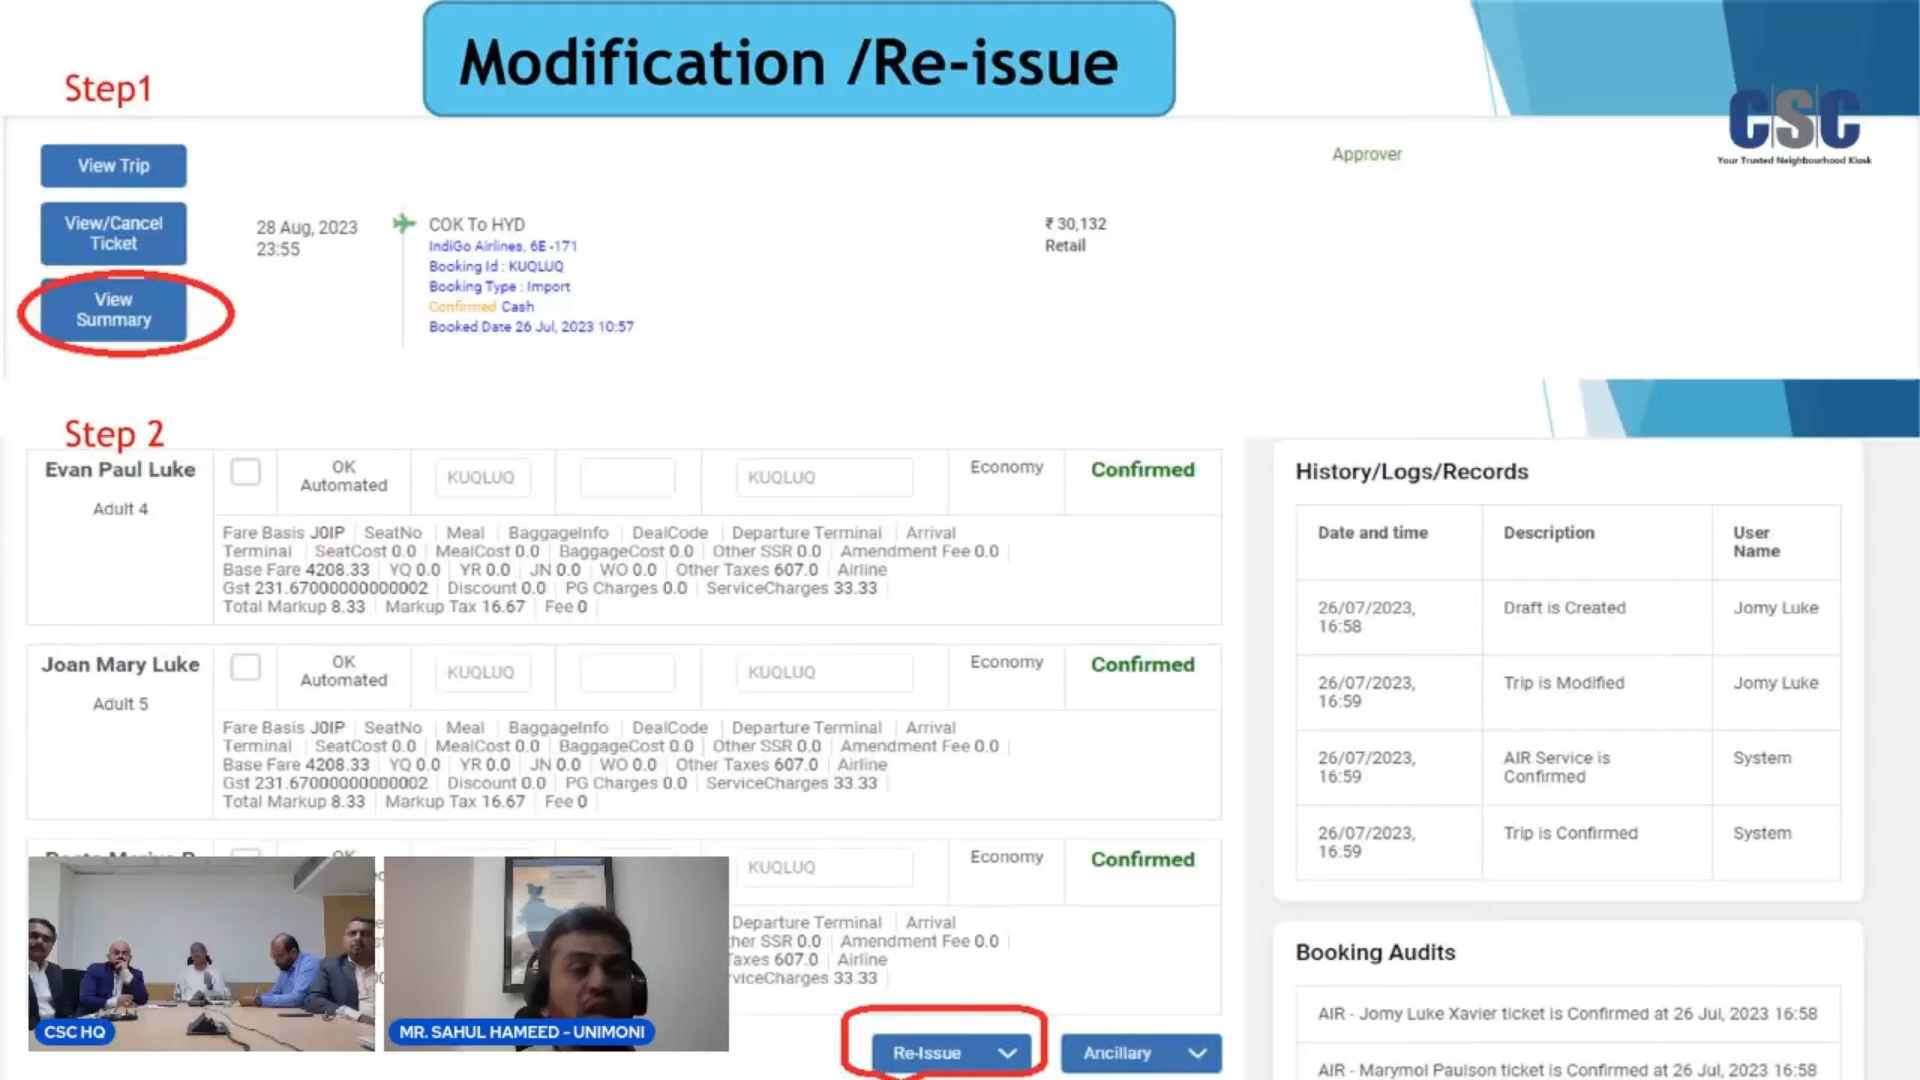 Modification /Re-issue
Step1
CSC
Your Trusted Neighbourhood Kiosk
View Trip
View/Cancel
Ticket
View
Summary
28 Aug, 2023
23:55
COK To HYD
IndiGo Airlines, 6E -171
Booking Id : KUQLUQ
Booking Type : Import
Confirmed Cash
Booked Date 26 Jul, 2023 10:57
₹ 30,132
Retail
Approver
Step 2
Evan Paul Luke
Adult 4
OK
Automated
KUQLUQ
KUQLUQ
Economy
Confirmed
Fare Basis J0IP SeatNo Meal BaggageInfo DealCode Departure Terminal Arrival
Terminal SeatCost 0.0 MealCost 0.0 BaggageCost 0.0 Other SSR 0.0 Amendment Fee 0.0
Base Fare 4208.33 YQ 0.0 YR 0.0 JN 0.0 WO 0.0 Other Taxes 607.0 Airline
Gst 231.67000000000002 Discount 0.0 PG Charges 0.0 ServiceCharges 33.33
Total Markup 8.33 Markup Tax 16.67 Fee 0
Joan Mary Luke
Adult 5
OK
Automated
KUQLUQ
KUQLUQ
Economy
Confirmed
Fare Basis J0IP SeatNo Meal BaggageInfo DealCode Departure Terminal Arrival
Terminal SeatCost 0.0 MealCost 0.0 BaggageCost 0.0 Other SSR 0.0 Amendment Fee 0.0
Base Fare 4208.33 YQ 0.0 YR 0.0 JN 0.0 WO 0.0 Other Taxes 607.0 Airline
Gst 231.67000000000002 Discount 0.0 PG Charges 0.0 ServiceCharges 33.33
Total Markup 8.33 Markup Tax 16.67 Fee 0
KUQLUQ
Economy
Confirmed
Departure Terminal Arrival
SSR 0.0 Amendment Fee 0.0
Taxes 607.0 Airline
33.33
CSC HQ
MR. SAHUL HAMEED - UNIMONI
Re-Issue
Ancillary
History/Logs/Records
Date and time Description User
Name
26/07/2023,
16:58
Draft is Created
Jomy Luke
26/07/2023,
16:59
Trip is Modified
Jomy Luke
26/07/2023,
16:59
AIR Service is
Confirmed
System
26/07/2023,
16:59
Trip is Confirmed
System
Booking Audits
AIR - Jomy Luke Xavier ticket is Confirmed at 26 Jul, 2023 16:58
AIR - Marymol Paulson ticket is Confirmed at 26 Jul, 2023 16:58